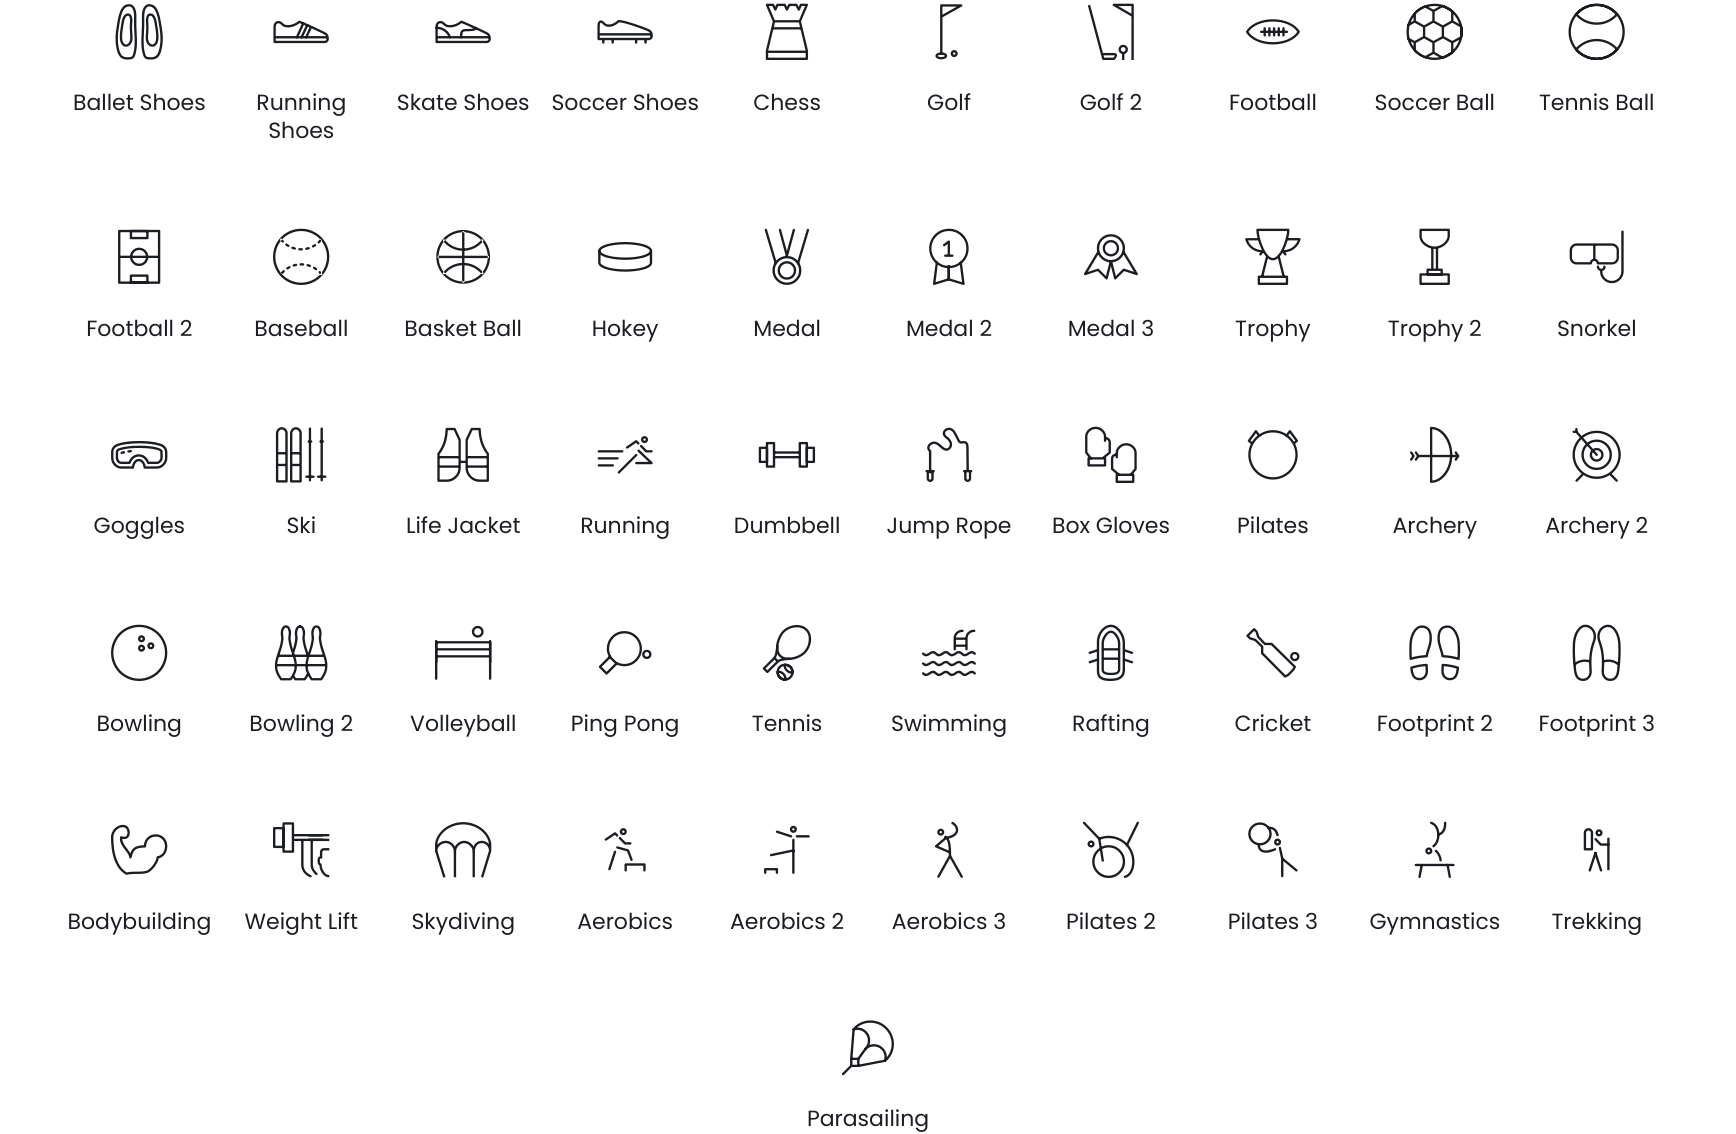 Ballet Shoes Running Skate Shoes Soccer Shoes Chess Golf Golf 2 Football Soccer Ball Tennis Ball
Shoes
1
Football 2 Baseball Basket Ball Hokey Medal Medal 2 Medal 3 Trophy Trophy 2 Snorkel
Goggles Ski Life Jacket Running Dumbbell Jump Rope Box Gloves Pilates Archery Archery 2
Bowling Bowling 2 Volleyball Ping Pong Tennis Swimming Rafting Cricket Footprint 2 Footprint 3
Bodybuilding Weight Lift Skydiving Aerobics Aerobics 2 Aerobics 3 Pilates 2 Pilates 3 Gymnastics Trekking
Parasailing